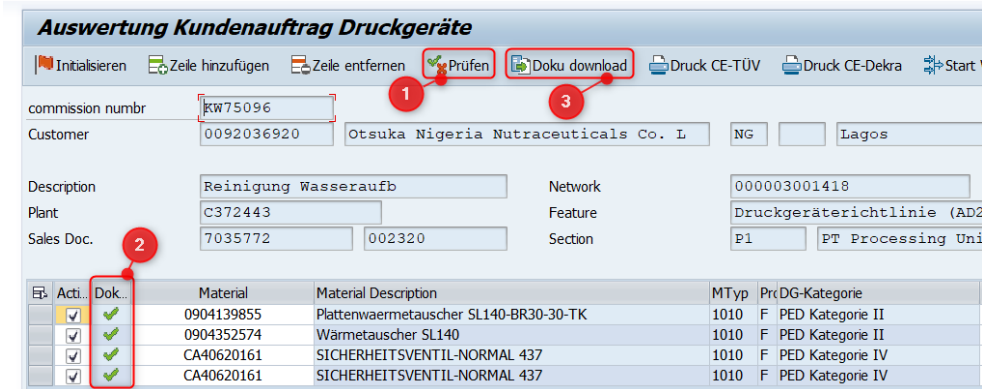 Auswertung Kundenauftrag Druckgeräte
Initialisieren Zeile hinzufügen Zeile entfernen Prüfen Doku download Druck CE-TÜV Druck CE-Dekra Start
1 3
commission numbr KW75096
Customer 0092036920 Otsuka Nigeria Nutraceuticals Co. L NG Lagos
Description Reinigung Wasseraufb Network 000003001418
Plant C372443 Feature Druckgeräterichtlinie (AD2
Sales Doc. 7035772 002320 Section P1 PT Processing Uni
2
Acti... Dok... Material Material Description MTyp Prc DG-Kategorie
0904139855 Plattenwaermetauscher SL140-BR30-30-TK 1010 F PED Kategorie II
0904352574 Wärmetauscher SL140 1010 F PED Kategorie II
CA40620161 SICHERHEITSVENTIL-NORMAL 437 1010 F PED Kategorie IV
CA40620161 SICHERHEITSVENTIL-NORMAL 437 1010 F PED Kategorie IV